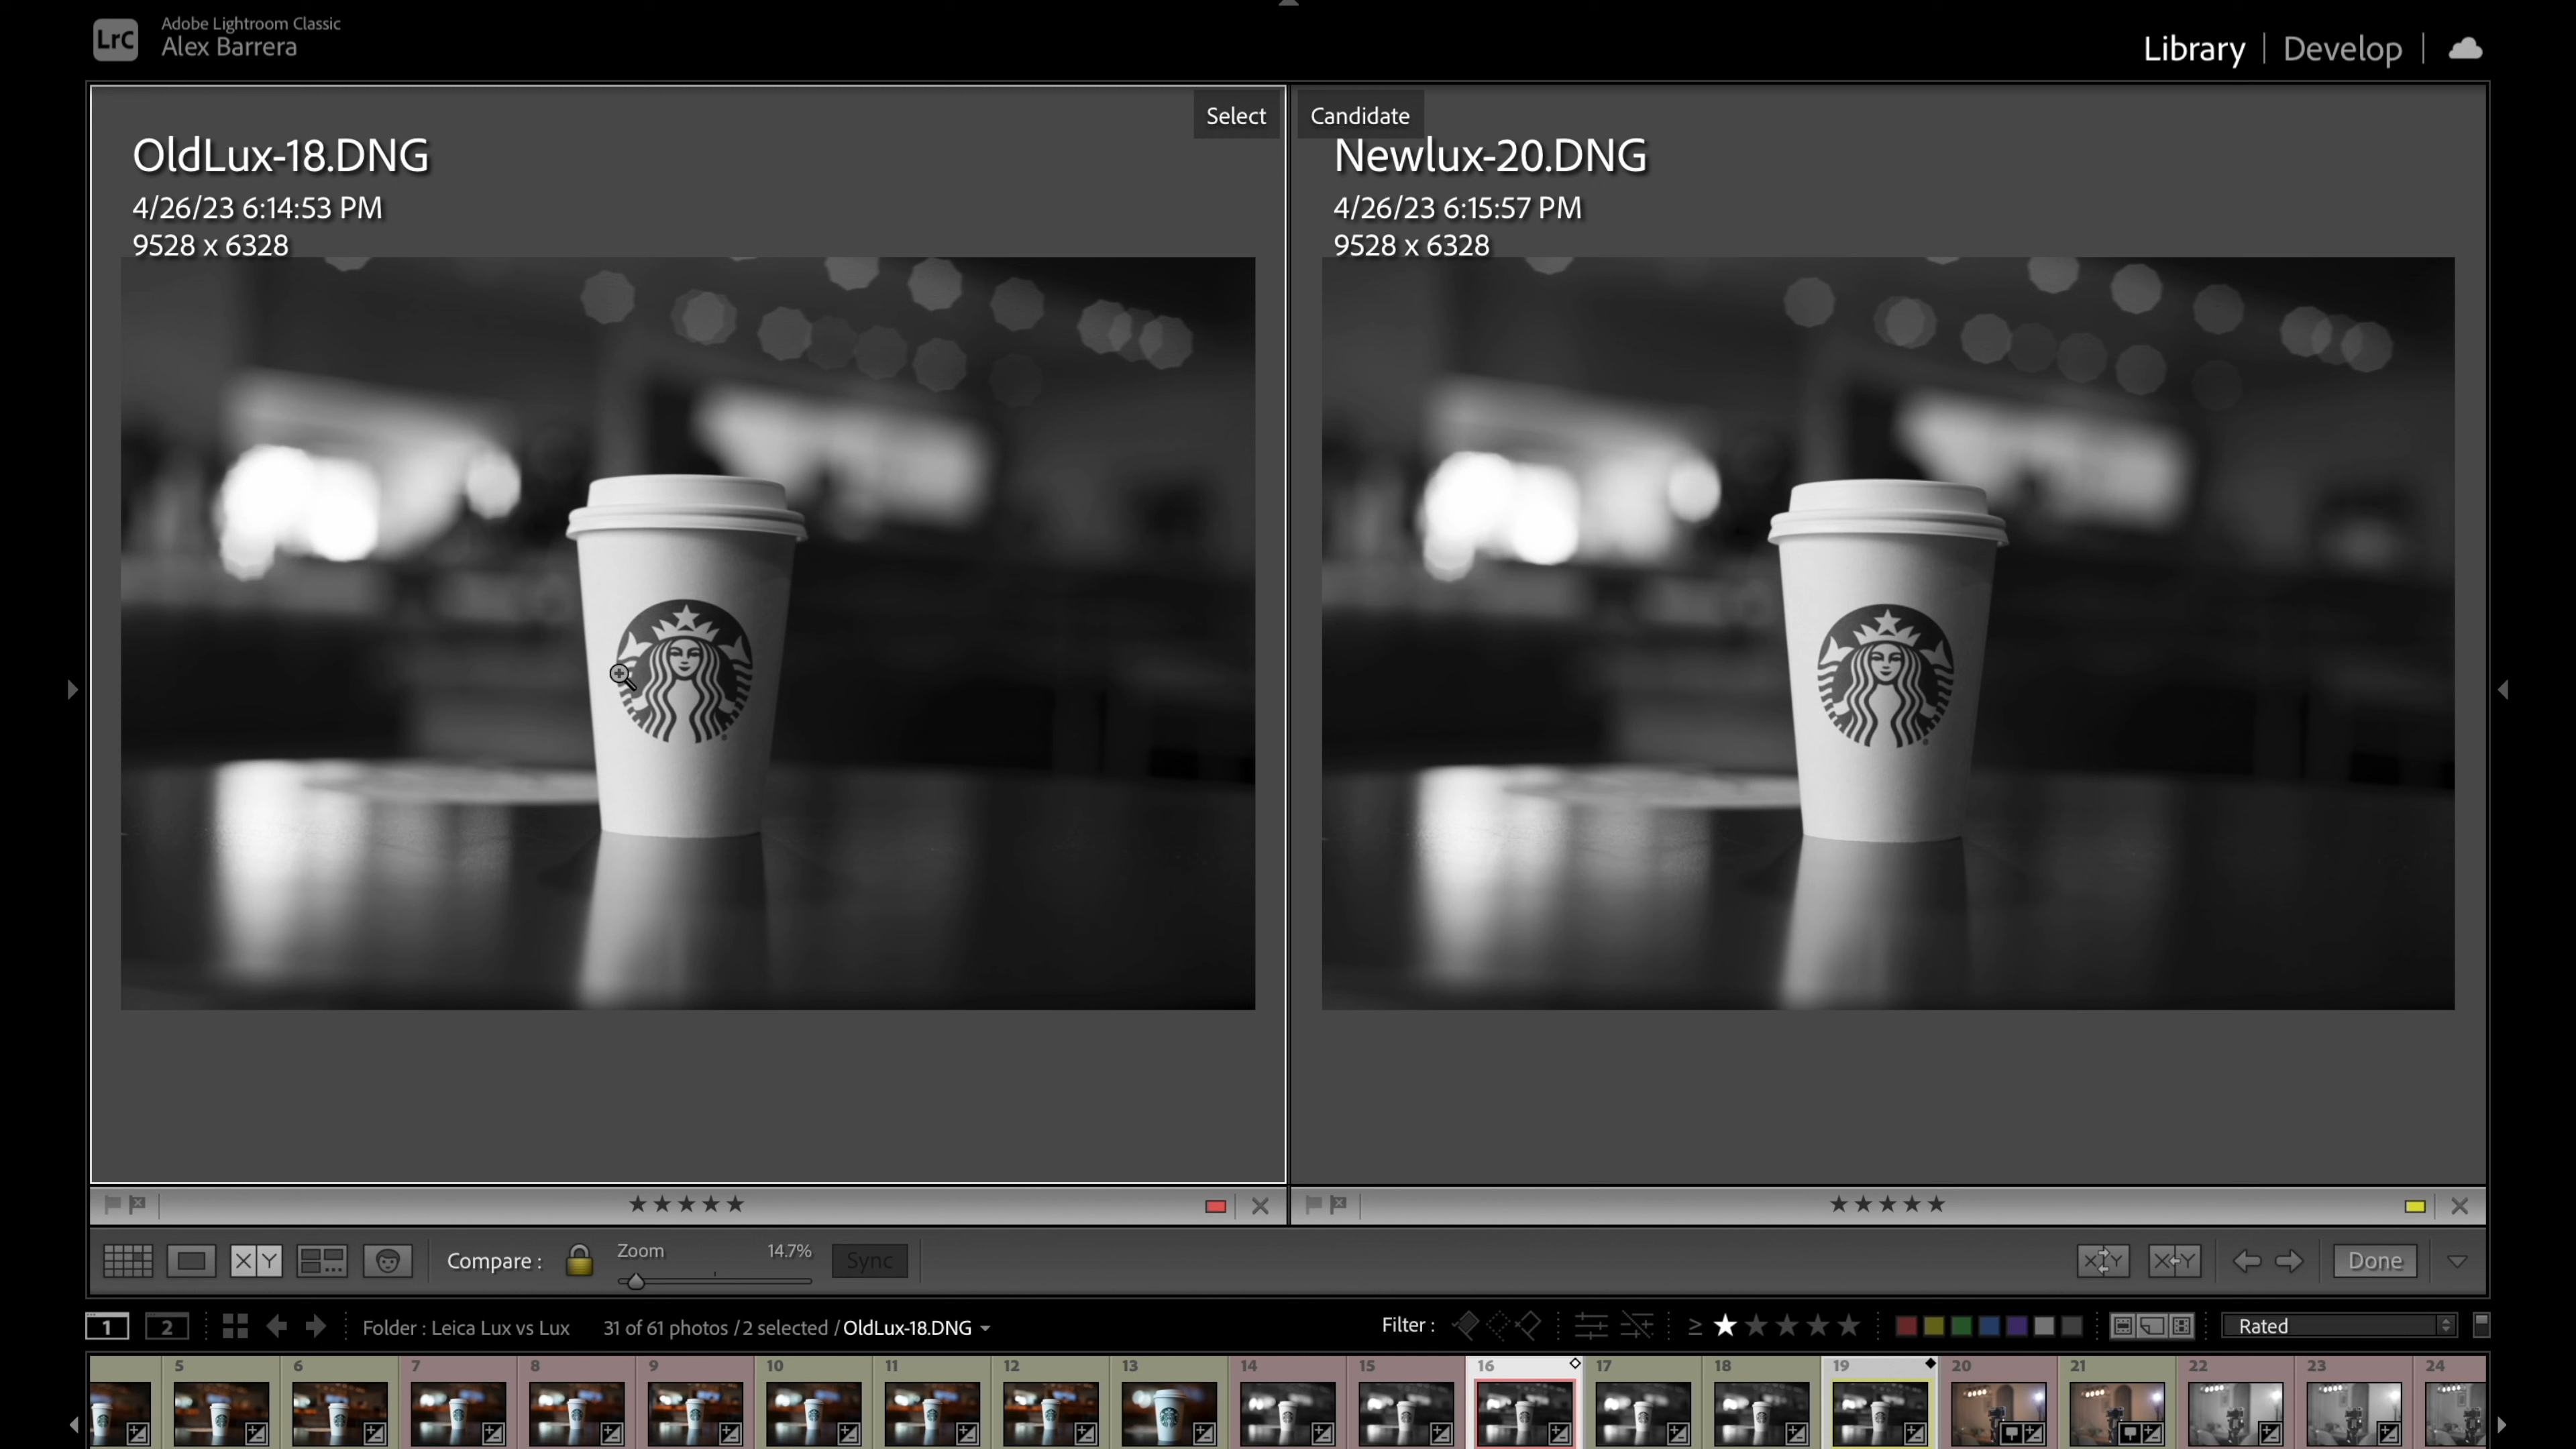 LrC
Adobe Lightroom Classic
Alex Barrera
Library
Develop
Select
Candidate
OldLux-18.DNG
4/26/23 6:14:53 PM
9528 x 6328
Newlux-20.DNG
4/26/23 6:15:57 PM
9528 x 6328
X Y
Compare :
Zoom
14.7%
Sync
X Y
X Y
Done
1
2
Folder : Leica Lux vs Lux
31 of 61 photos / 2 selected / OldLux-18.DNG
Filter :
≥
Rated
5
6
7
8
9
10
11
12
13
14
15
16
17
18
19
20
21
22
23
24